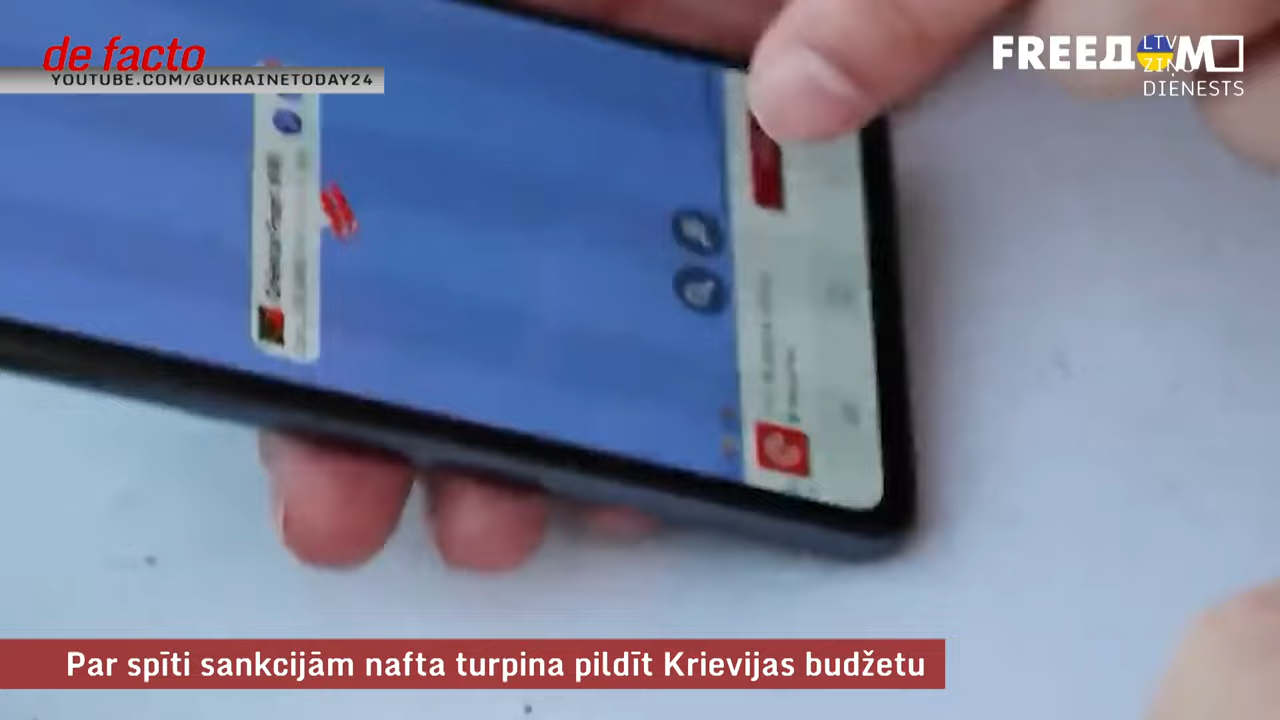 de facto
YOUTUBE.COM/@UKRAINETODAY24
FREEДOM
LTV
ZIŅU
DIENESTS
Par spīti sankcijām nafta turpina pildīt Krievijas budžetu